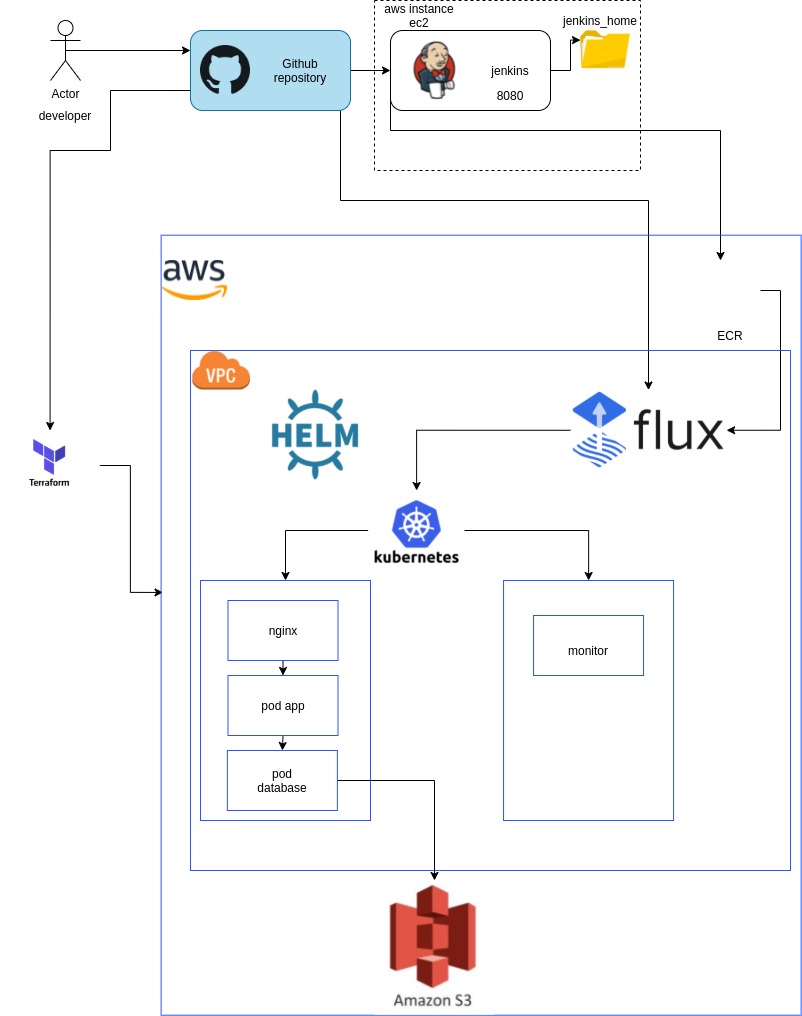 aws instance
ec2
jenkins_home
Github
repository
jenkins
8080
Actor
developer
aws
ECR
VPC
HELM
flux
Terraform
kubernetes
nginx
monitor
pod app
pod
database
Amazon S3